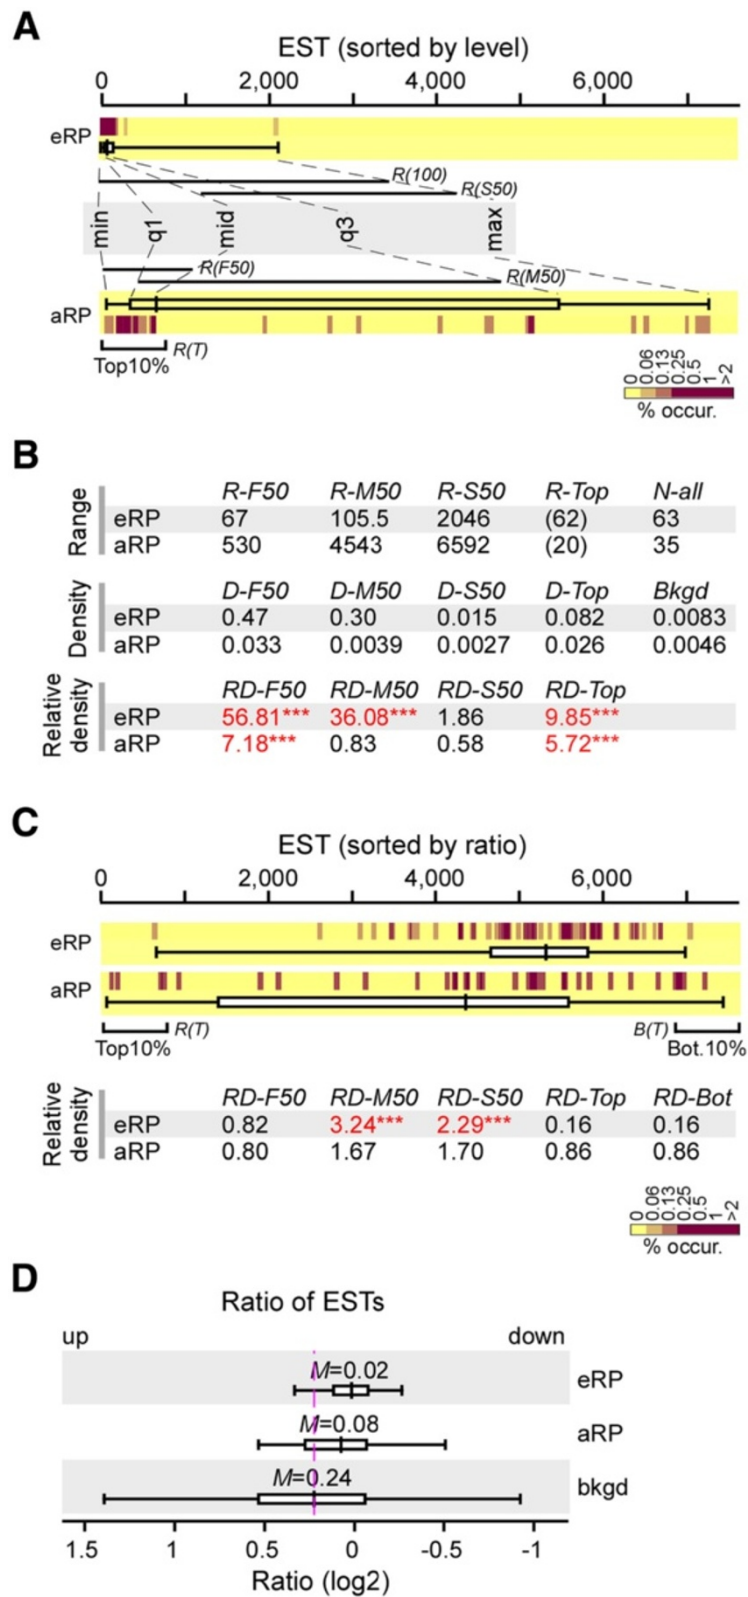 A
EST (sorted by level)
0 2,000 4,000 6,000
eRP
R(100)
R(S50)
min q1 mid q3 max
R(F50)
R(M50)
aRP
R(T)
Top10%
0 0.06 0.13 0.25 0.5 1 >2
% occur.
B
Range
R-F50 R-M50 R-S50 R-Top N-all
eRP 67 105.5 2046 (62) 63
aRP 530 4543 6592 (20) 35
Density
D-F50 D-M50 D-S50 D-Top Bkgd
eRP 0.47 0.30 0.015 0.082 0.0083
aRP 0.033 0.0039 0.0027 0.026 0.0046
Relative
density
RD-F50 RD-M50 RD-S50 RD-Top
eRP 56.81*** 36.08*** 1.86 9.85***
aRP 7.18*** 0.83 0.58 5.72***
C
EST (sorted by ratio)
0 2,000 4,000 6,000
eRP
aRP
R(T) B(T)
Top10% Bot.10%
Relative
density
RD-F50 RD-M50 RD-S50 RD-Top RD-Bot
eRP 0.82 3.24*** 2.29*** 0.16 0.16
aRP 0.80 1.67 1.70 0.86 0.86
0 0.06 0.13 0.25 0.5 1 >2
% occur.
D
Ratio of ESTs
up down
M=0.02 eRP
M=0.08 aRP
M=0.24 bkgd
1.5 1 0.5 0 -0.5 -1
Ratio (log2)